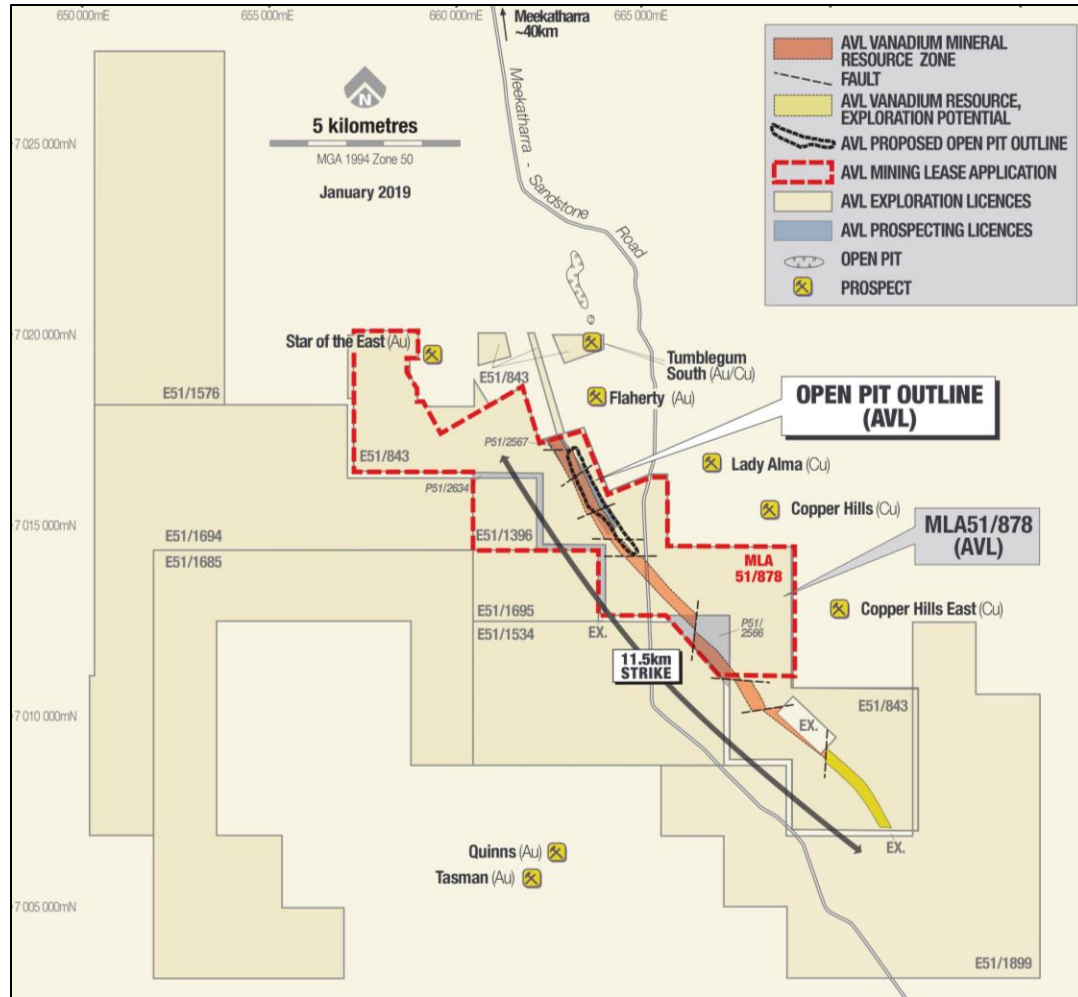 650 000mE
655 000mE
660 000mE
665 000mE
Meekatharra
~40km
Meekatharra - Sandstone Road
N
5 kilometres
MGA 1994 Zone 50
January 2019
AVL VANADIUM MINERAL
RESOURCE ZONE
FAULT
AVL VANADIUM RESOURCE,
EXPLORATION POTENTIAL
AVL PROPOSED OPEN PIT OUTLINE
AVL MINING LEASE APPLICATION
AVL EXPLORATION LICENCES
AVL PROSPECTING LICENCES
OPEN PIT
PROSPECT
7 025 000mN
7 020 000mN
7 015 000mN
7 010 000mN
7 005 000mN
Star of the East (Au)
E51/843
Tumblegum
South (Au/Cu)
Flaherty (Au)
E51/1576
OPEN PIT OUTLINE
(AVL)
P51/2567
E51/843
P51/2634
Lady Alma (Cu)
Copper Hills (Cu)
E51/1694
E51/1396
E51/1685
MLA51/878
(AVL)
MLA
51/878
E51/1695
EX.
P51/
2566
Copper Hills East (Cu)
E51/1534
11.5km
STRIKE
E51/843
EX.
EX.
Quinns (Au)
Tasman (Au)
E51/1899